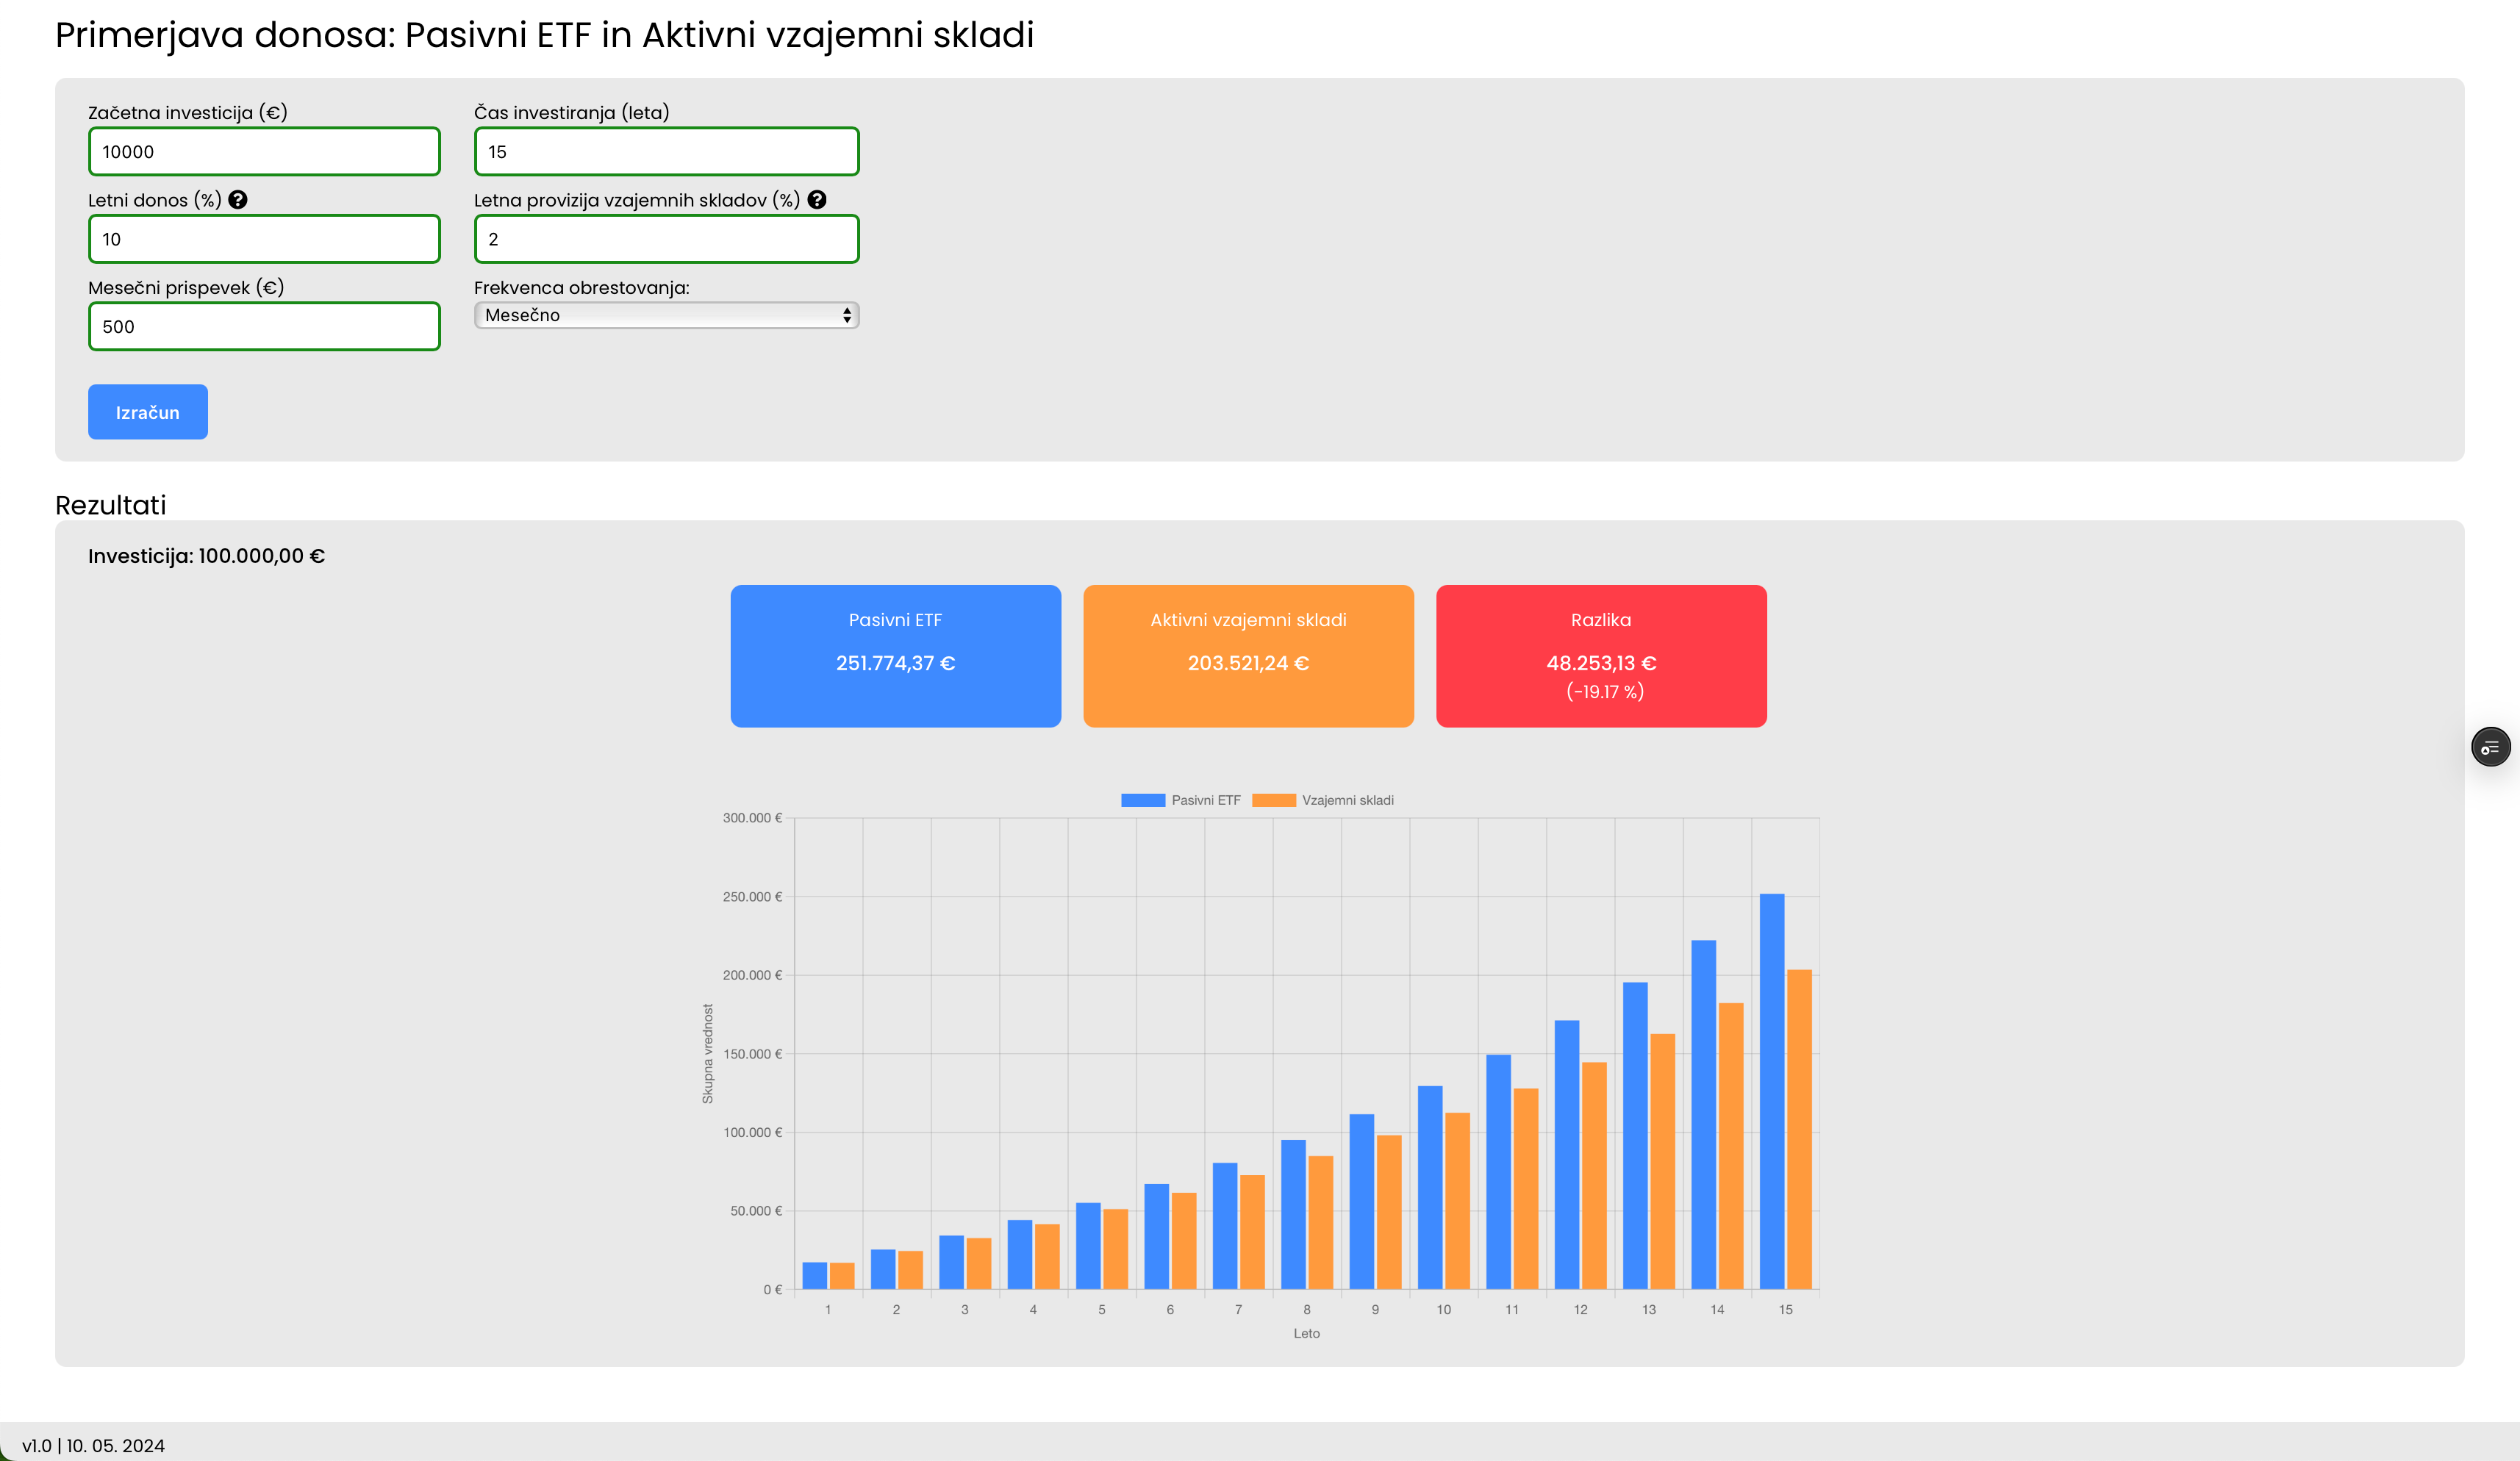 Primerjava donosa: Pasivni ETF in Aktivni vzajemni skladi
Začetna investicija (€)
Čas investiranja (leta)
10000
15
Letni donos (%) ?
Letna provizija vzajemnih skladov (%) ?
10
2
Mesečni prispevek (€)
Frekvenca obrestovanja:
500
Mesečno
Izračun
Rezultati
Investicija: 100.000,00 €
Pasivni ETF
251.774,37 €
Aktivni vzajemni skladi
203.521,24 €
Razlika
48.253,13 €
(-19.17 %)
Pasivni ETF
Vzajemni skladi
300.000 €
250.000 €
200.000 €
150.000 €
100.000 €
50.000 €
0 €
Skupna vrednost
1 2 3 4 5 6 7 8 9 10 11 12 13 14 15
Leto
v1.0 | 10. 05. 2024